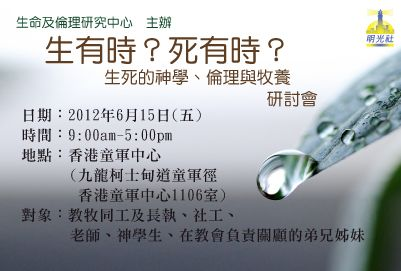 生命及倫理研究中心　主辦
明光社
生有時？死有時？
生死的神學、倫理與牧養
研討會
日期：2012年6月15日(五)
時間：9:00am-5:00pm
地點：香港童軍中心
(九龍柯士甸道童軍徑
香港童軍中心1106室)
對象：教牧同工及長執、社工、
老師、神學生、在教會負責關顧的弟兄姊妹